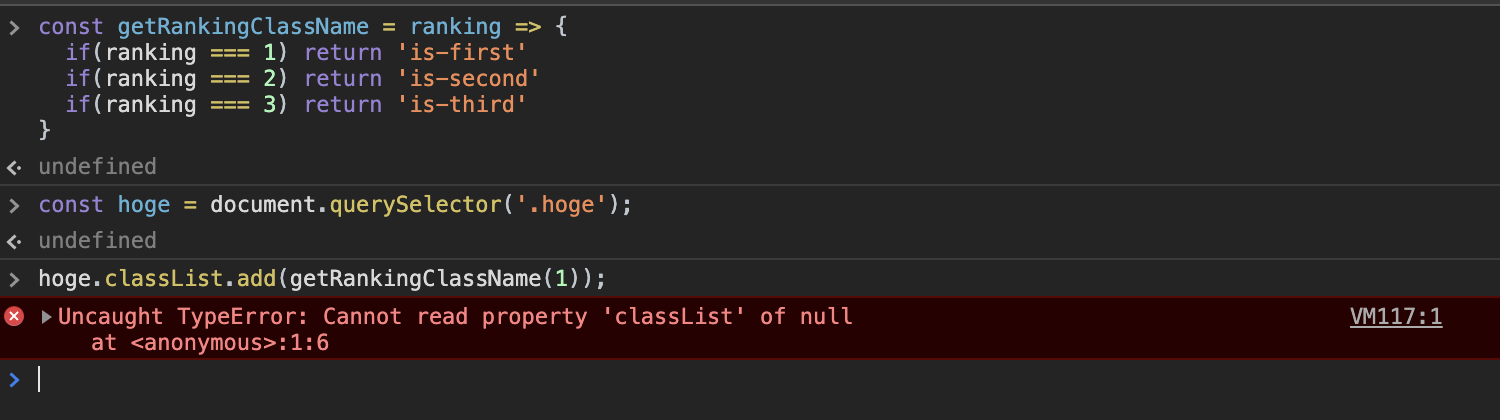 const getRankingClassName = ranking => {
if(ranking === 1) return 'is-first'
if(ranking === 2) return 'is-second'
if(ranking === 3) return 'is-third'
}
undefined
const hoge = document.querySelector('.hoge');
undefined
hoge.classList.add(getRankingClassName(1));
Uncaught TypeError: Cannot read property 'classList' of null VM117:1
at <anonymous>:1:6